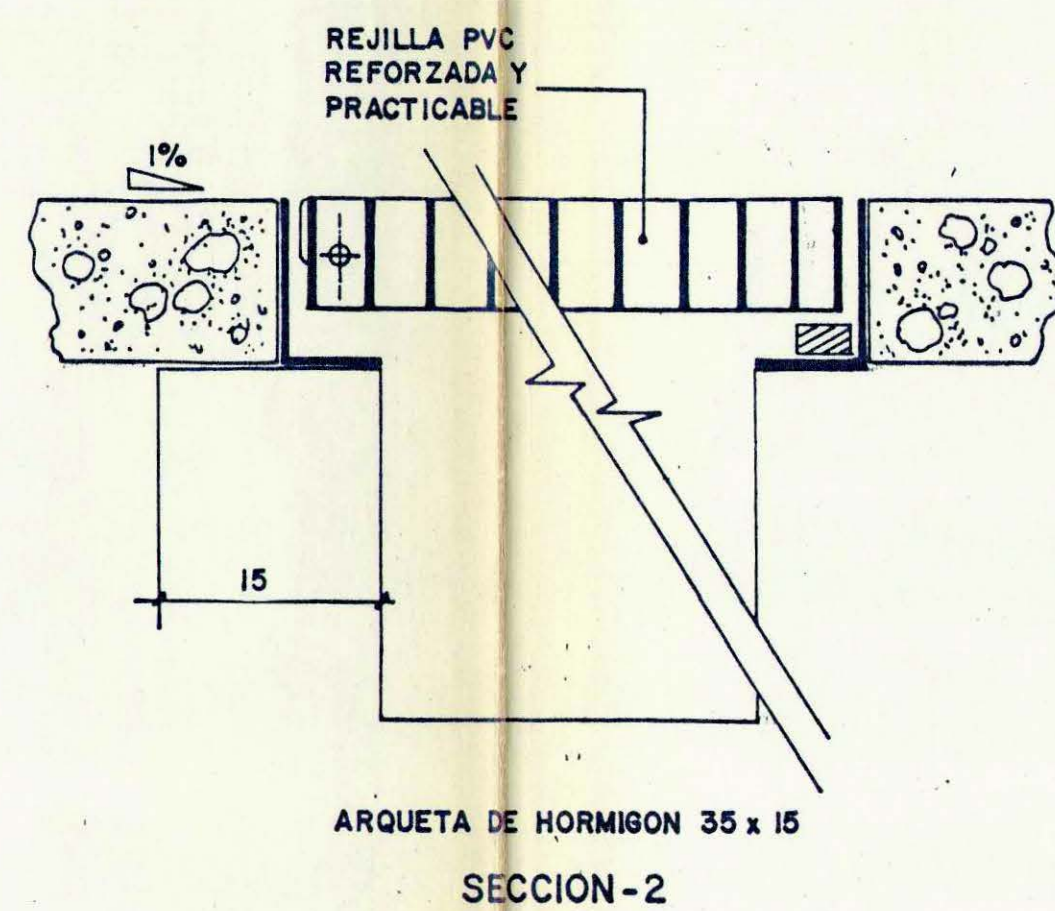 REJILLA PVC
REFORZADA Y
PRACTICABLE
1%
15
ARQUETA DE HORMIGON 35 x 15
SECCION-2